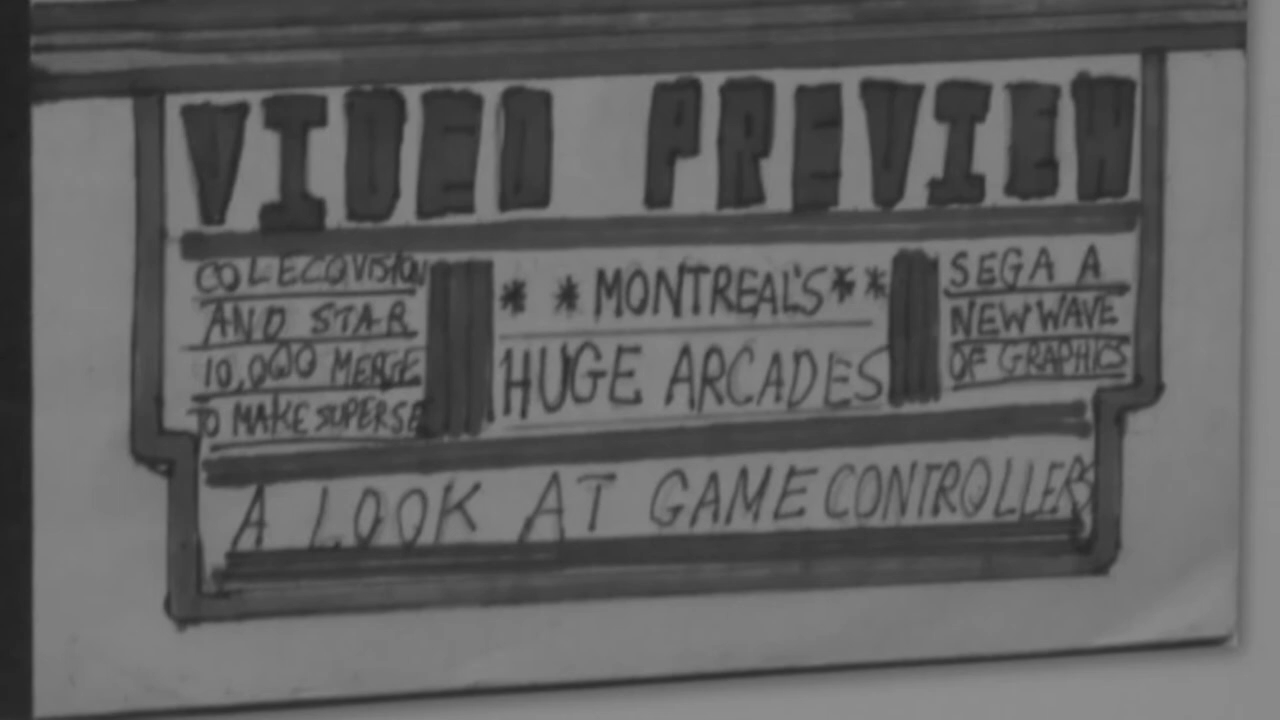 VIDEO PREVIEW
COLECOVISION
AND STAR
10,000 MERGE
TO MAKE SUPERSE
* * MONTREAL'S * *
HUGE ARCADES
SEGA A
NEW WAVE
OF GRAPHICS
A LOOK AT GAME CONTROLLERS